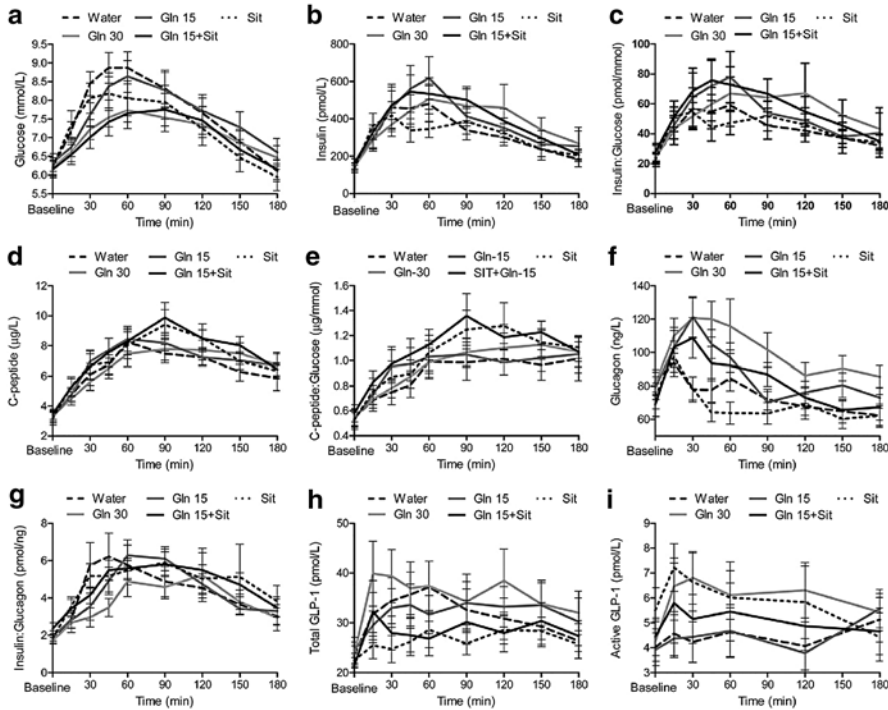 a
Water Gln 15 Sit
Gln 30 Gln 15+Sit
Glucose (mmol/L)
9.5
9.0
8.5
8.0
7.5
7.0
6.5
6.0
5.5
Baseline 30 60 90 120 150 180
Time (min)
b
Water Gln 15 Sit
Gln 30 Gln 15+Sit
Insulin (pmol/L)
800
600
400
200
0
Baseline 30 60 90 120 150 180
Time (min)
c
Water Gln 15 Sit
Gln 30 Gln 15+Sit
Insulin:Glucose (pmol/mmol)
100
80
60
40
20
0
Baseline 30 60 90 120 150 180
Time (min)
d
Water Gln 15 Sit
Gln 30 Gln 15+Sit
C-peptide (µg/L)
12
10
8
6
4
2
Baseline 30 60 90 120 150 180
Time (min)
e
Water Gln-15 Sit
Gln-30 SIT+Gln-15
C-peptide:Glucose (µg/mmol)
1.6
1.4
1.2
1.0
0.8
0.6
0.4
Baseline 30 60 90 120 150 180
Time (min)
f
Water Gln 15 Sit
Gln 30 Gln 15+Sit
Glucagon (ng/L)
140
120
100
80
60
Baseline 30 60 90 120 150 180
Time (min)
g
Water Gln 15 Sit
Gln 30 Gln 15+Sit
Insulin:Glucagon (pmol/ng)
8
6
4
2
0
Baseline 30 60 90 120 150 180
Time (min)
h
Water Gln 15 Sit
Gln 30 Gln 15+Sit
Total GLP-1 (pmol/L)
50
40
30
20
Baseline 30 60 90 120 150 180
Time (min)
i
Water Gln 15 Sit
Gln 30 Gln 15+Sit
Active GLP-1 (pmol/L)
9
8
7
6
5
4
3
Baseline 30 60 90 120 150 180
Time (min)